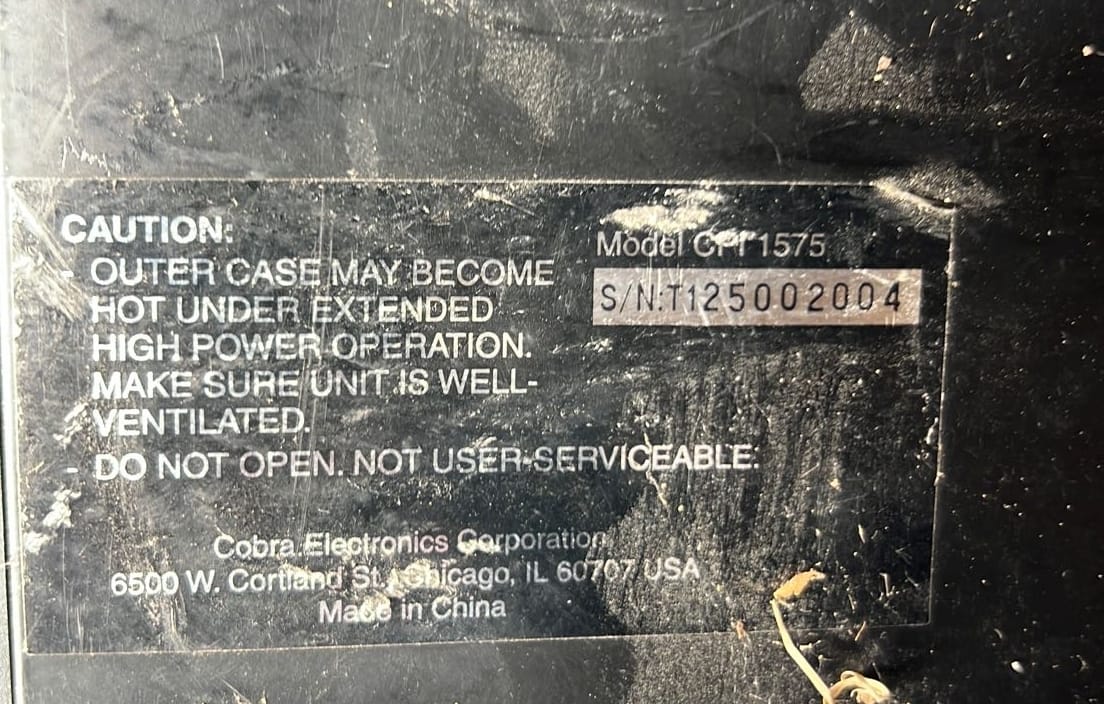 CAUTION:
- OUTER CASE MAY BECOME
HOT UNDER EXTENDED
HIGH POWER OPERATION.
MAKE SURE UNIT IS WELL-
VENTILATED.
- DO NOT OPEN. NOT USER-SERVICEABLE.
Model CPI 1575
S/N:T125002004
Cobra Electronics Corporation
6500 W. Cortland St., Chicago, IL 60707 USA
Made in China